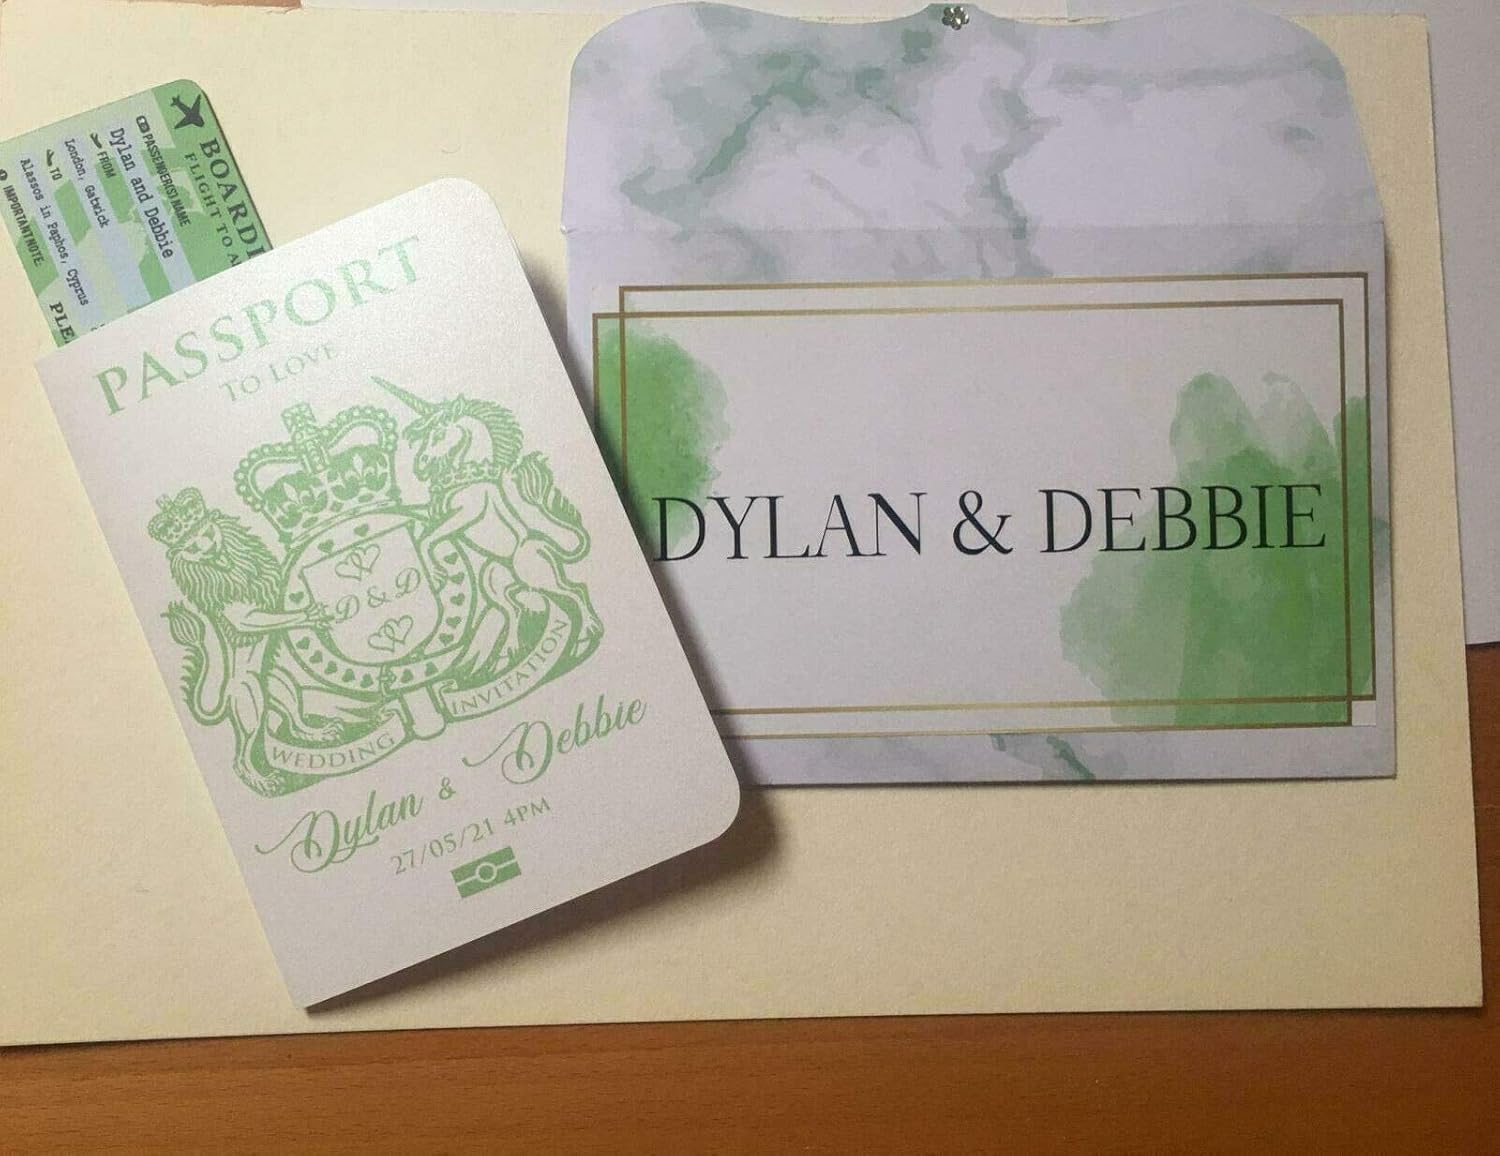 BOARDI
FLIGHT TO A
PASSENGER(S) NAME
Dylan and Debbie
FROM
London, Gatwick
TO
Alassos in Paphos, Cyprus
IMPORTANT NOTE:
PLE
PASSPORT
TO LOVE
D & D
WEDDING INVITATION
Dylan & Debbie
27/05/21 4PM
DYLAN & DEBBIE